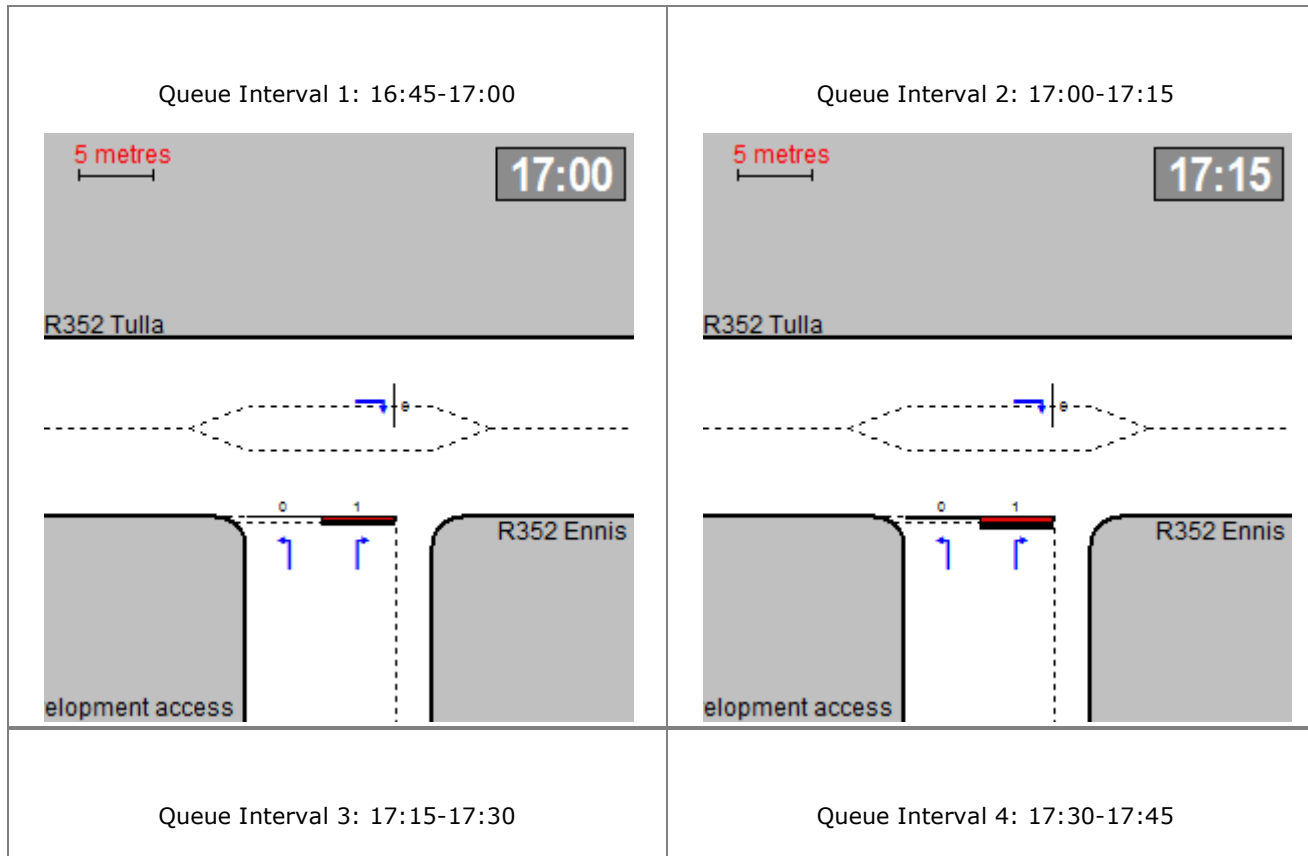 Queue Interval 1: 16:45-17:00
5 metres
17:00
R352 Tulla
0 1
R352 Ennis
elopment access
Queue Interval 2: 17:00-17:15
5 metres
17:15
R352 Tulla
0 1
R352 Ennis
elopment access
Queue Interval 3: 17:15-17:30
Queue Interval 4: 17:30-17:45